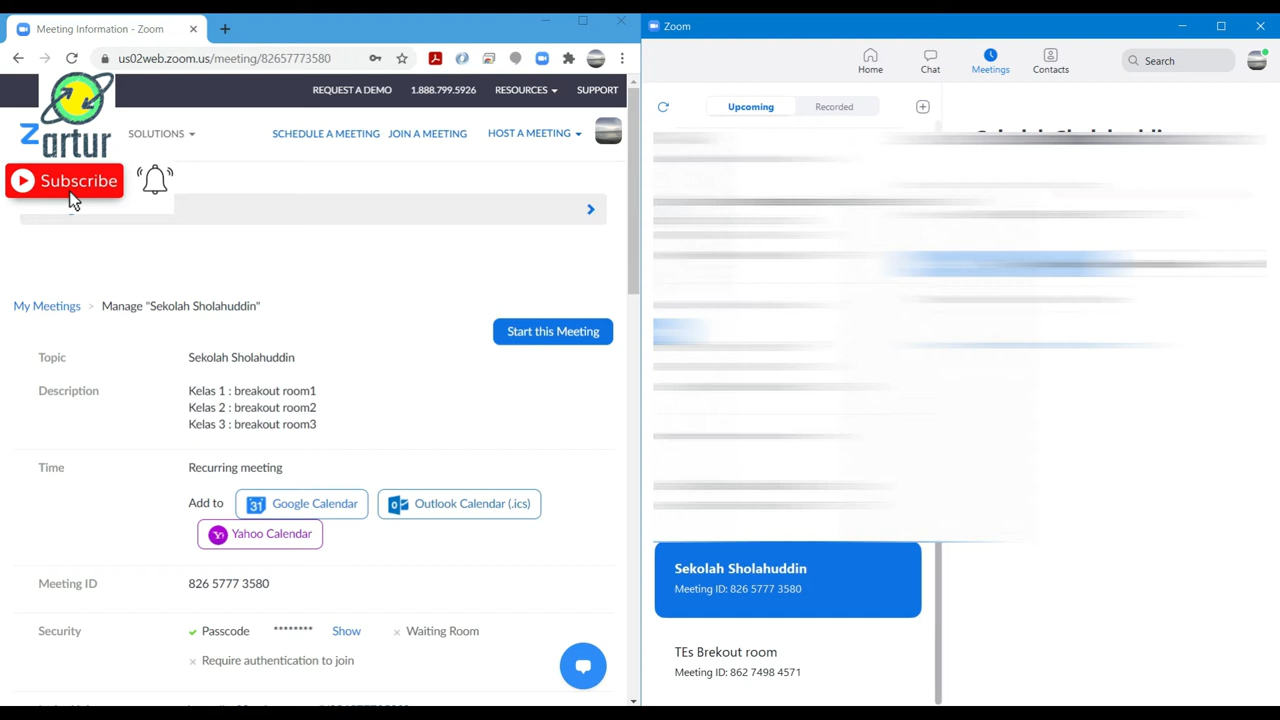 Meeting Information - Zoom
us02web.zoom.us/meeting/82657773580
REQUEST A DEMO 1.888.799.5926 RESOURCES SUPPORT
SOLUTIONS SCHEDULE A MEETING JOIN A MEETING HOST A MEETING
zartur
Subscribe
My Meetings > Manage "Sekolah Sholahuddin"
Start this Meeting
Topic Sekolah Sholahuddin
Description Kelas 1 : breakout room1
Kelas 2 : breakout room2
Kelas 3 : breakout room3
Time Recurring meeting
Add to Google Calendar Outlook Calendar (.ics)
31
Yahoo Calendar
Meeting ID 826 5777 3580
Security Passcode ******** Show Waiting Room
Require authentication to join
Zoom
Home Chat Meetings Contacts Search
Upcoming Recorded
Sekolah Sholahuddin
Meeting ID: 826 5777 3580
TEs Brekout room
Meeting ID: 862 7498 4571